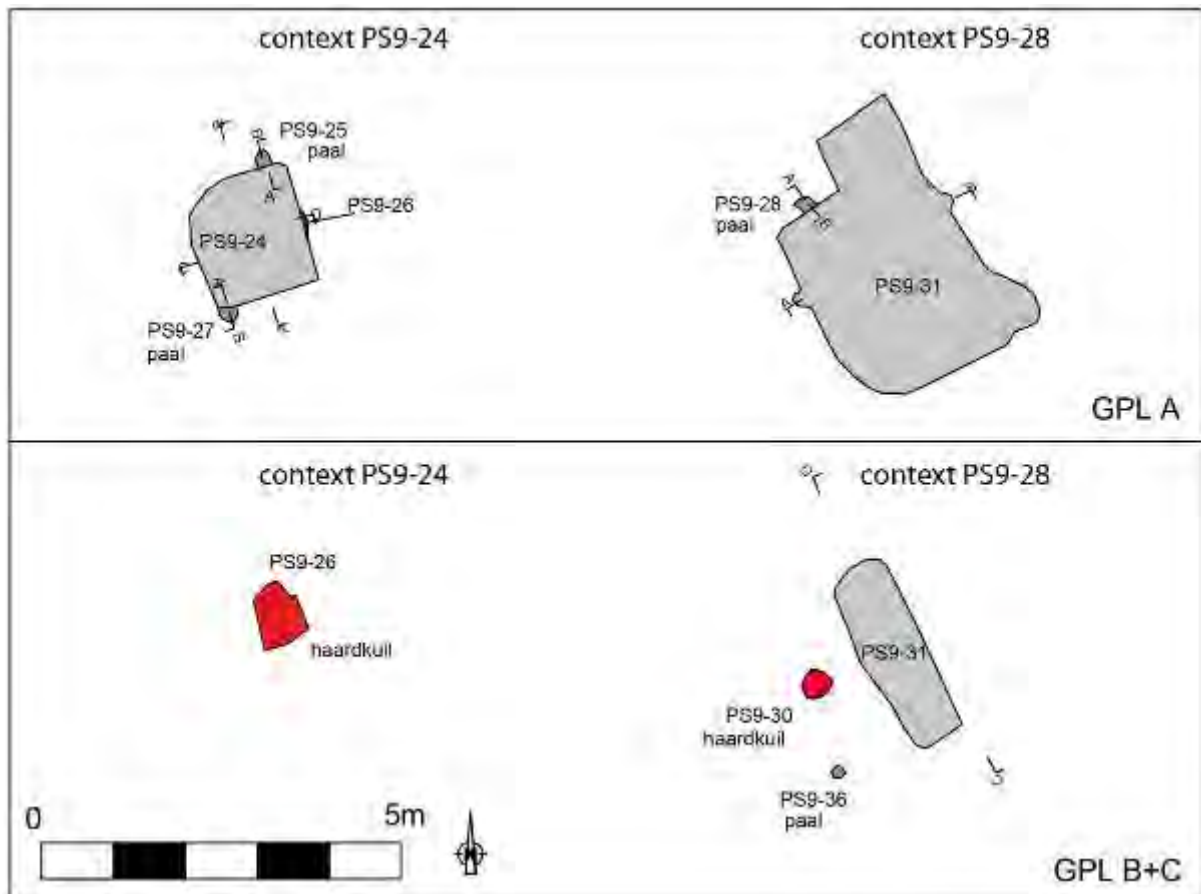 context PS9-24
context PS9-28
PS9-25
paal
PS9-26
PS9-24
PS9-27
paal
A
PS9-28
paal
B
PS9-31
GPL A
context PS9-24
context PS9-28
PS9-26
haardkuil
PS9-31
PS9-30
haardkuil
PS9-36
paal
0
5m
GPL B+C